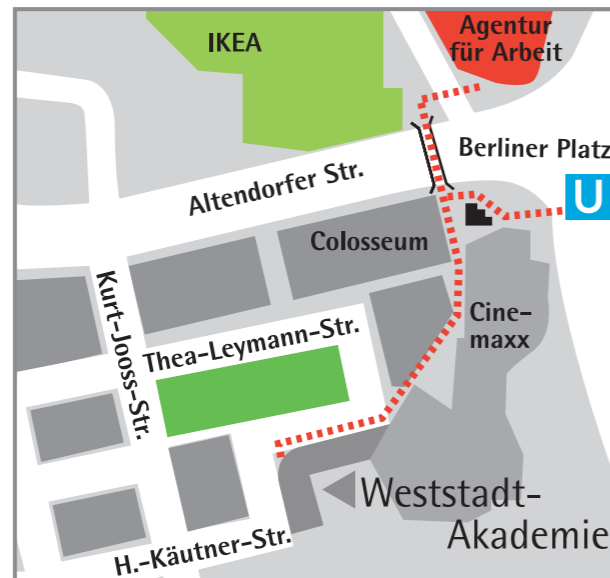 IKEA
Agentur
für Arbeit
Berliner Platz
U
Altendorfer Str.
Colosseum
Kurt-Jooss-Str.
Thea-Leymann-Str.
Cine-
maxx
Weststadt-
Akademie
H.-Käutner-Str.